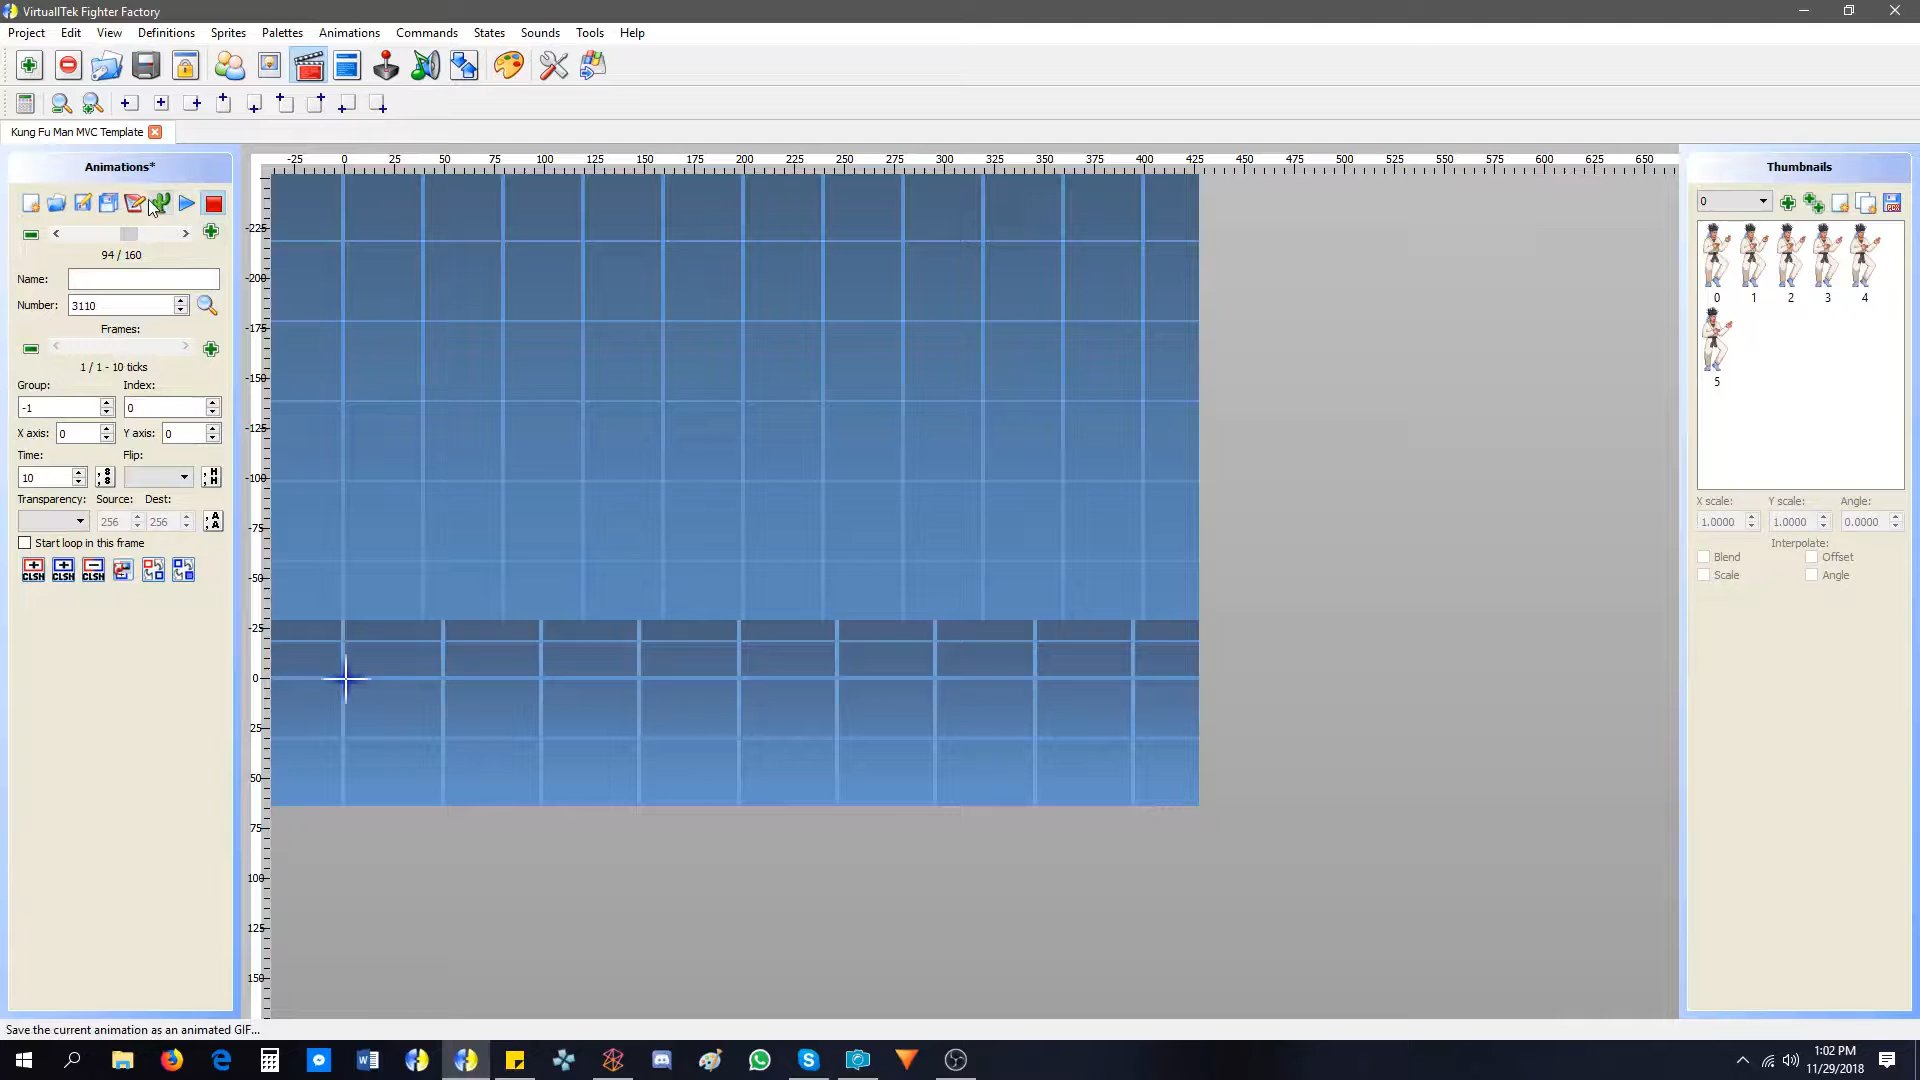 VirtuallTek Fighter Factory
Project Edit View Definitions Sprites Palettes Animations Commands States Sounds Tools Help
Kung Fu Man MVC Template
Animations*
94 / 160
Name:
Number: 3110
Frames:
1 / 1 - 10 ticks
Group: Index:
-1 0
X axis: 0 Y axis: 0
Time: Flip:
10
Transparency: Source: Dest:
256 256
Start loop in this frame
CLSN CLSN CLSN
-25 0 25 50 75 100 125 150 175 200 225 250 275 300 325 350 375 400 425 450 475 500 525 550 575 600 625 650
-225
-200
-175
-150
-125
-100
-75
-50
-25
0
25
50
75
100
125
150
Thumbnails
0
0 1 2 3 4
5
X scale: Y scale: Angle:
1.0000 1.0000 0.0000
Interpolate:
Blend Offset
Scale Angle
Save the current animation as an animated GIF...
1:02 PM
11/29/2018